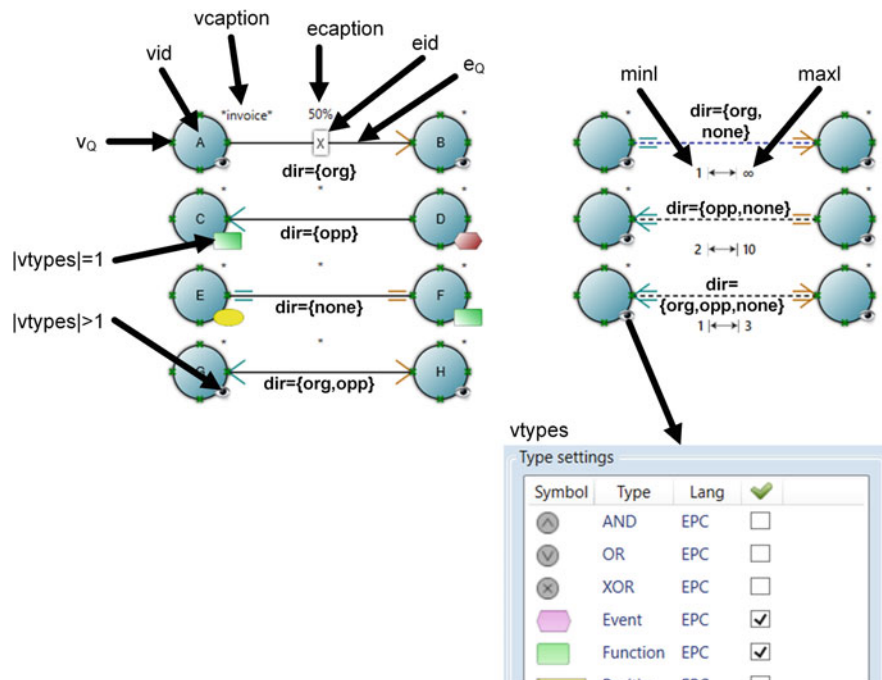 vcaption
ecaption
eid
vid
e_Q
minl
maxl
*invoice*
50%
*
*
*
v_Q
A
X
B
dir={org}
dir={org,
none}
1 ∞
*
*
*
*
*
C
dir={opp}
D
dir={opp,none}
2 10
|vtypes|=1
*
*
*
*
*
E
dir={none}
F
dir=
{org,opp,none}
1 3
|vtypes|>1
*
*
*
G
dir={org,opp}
H
vtypes
Type settings
Symbol Type Lang
AND EPC
OR EPC
XOR EPC
Event EPC
Function EPC